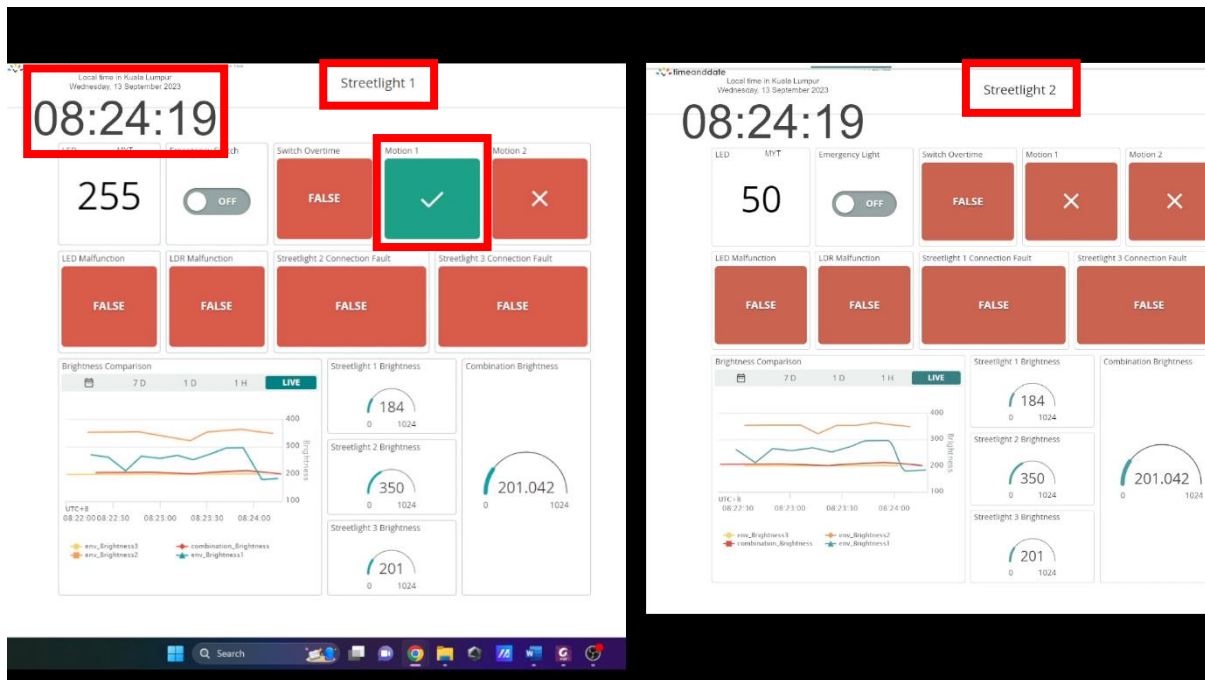 Local time in Kuala Lumpur
Wednesday, 13 September 2023
08:24:19
Streetlight 1
LED MYT
255
Emergency Switch
OFF
Switch Overtime
FALSE
Motion 1
Motion 2
LED Malfunction
FALSE
LDR Malfunction
FALSE
Streetlight 2 Connection Fault
FALSE
Streetlight 3 Connection Fault
FALSE
Brightness Comparison
7 D 1 D 1 H LIVE
400
300
200
100
Brightness
UTC+8
08:22:00 08:22:30 08:23:00 08:23:30 08:24:00
env_Brightness3 combination_Brightness
env_Brightness2 env_Brightness1
Streetlight 1 Brightness
184
0 1024
Streetlight 2 Brightness
350
0 1024
Streetlight 3 Brightness
201
0 1024
Combination Brightness
201.042
0 1024
Search
timeanddate
Local time in Kuala Lumpur
Wednesday, 13 September 2023
08:24:19
Streetlight 2
LED MYT
50
Emergency Light
OFF
Switch Overtime
FALSE
Motion 1
Motion 2
LED Malfunction
FALSE
LDR Malfunction
FALSE
Streetlight 1 Connection Fault
FALSE
Streetlight 3 Connection Fault
FALSE
Brightness Comparison
7 D 1 D 1 H LIVE
400
300
200
100
Brightness
UTC+8
08:22:30 08:23:00 08:23:30 08:24:00
env_Brightness3 env_Brightness2
combination_Brightness env_Brightness1
Streetlight 1 Brightness
184
0 1024
Streetlight 2 Brightness
350
0 1024
Streetlight 3 Brightness
201
0 1024
Combination Brightness
201.042
0 1024